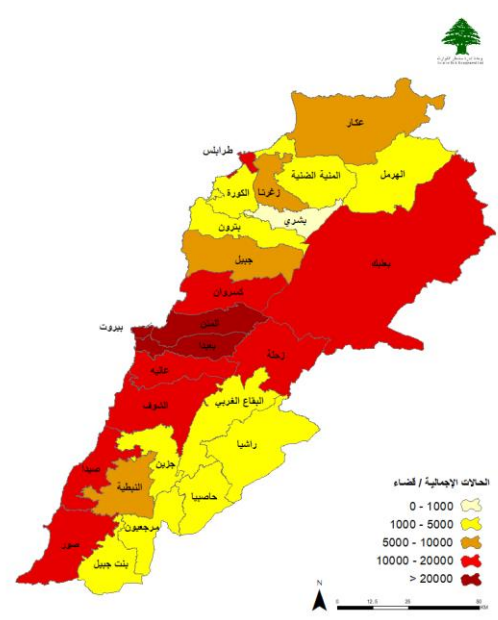 عكار
طرابلس
المنية الضنية
الهرمل
زغرتا
الكورة
بشري
بترون
جبيل
بعلبك
كسروان
المتن
بيروت
بعبدا
زحلة
عاليه
الشوف
البقاع الغربي
راشيا
جزين
صيدا
النبطية
حاصبيا
مرجعيون
صور
بنت جبيل
الحالات الإجمالية / قضاء
0 - 1000
1000 - 5000
5000 - 10000
10000 - 20000
> 20000
N
0 12.5 25 50